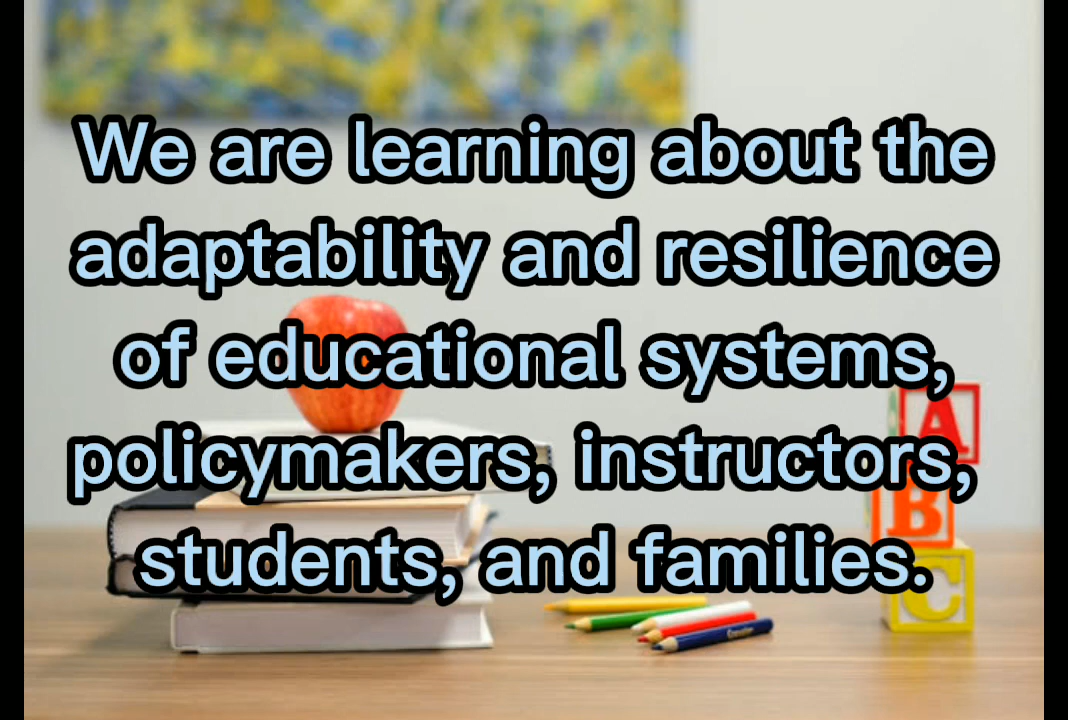 We are learning about the
adaptability and resilience
of educational systems,
policymakers, instructors,
students, and families.
A
B
C